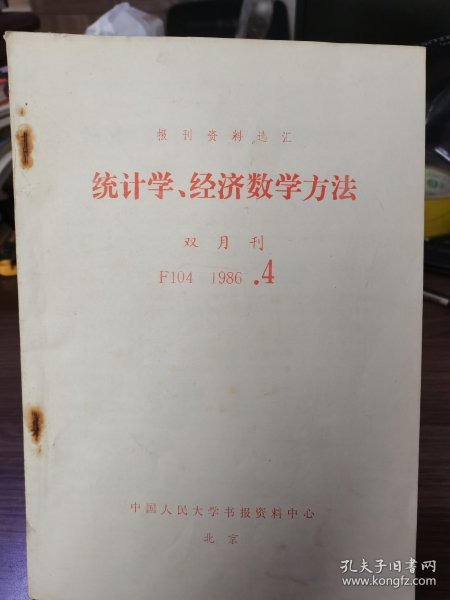 报刊资料选汇
统计学、经济数学方法
双月刊
F104 1986 .4
中国人民大学书报资料中心
北京
孔夫子旧书网
www.kongfz.com